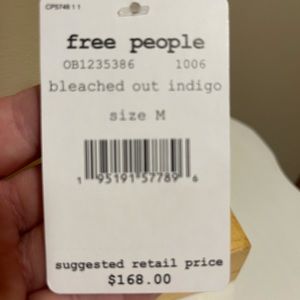 CP5746 1 1
free people
OB1235386 1006
bleached out indigo
size M
1 95191 57789 6
suggested retail price
$168.00